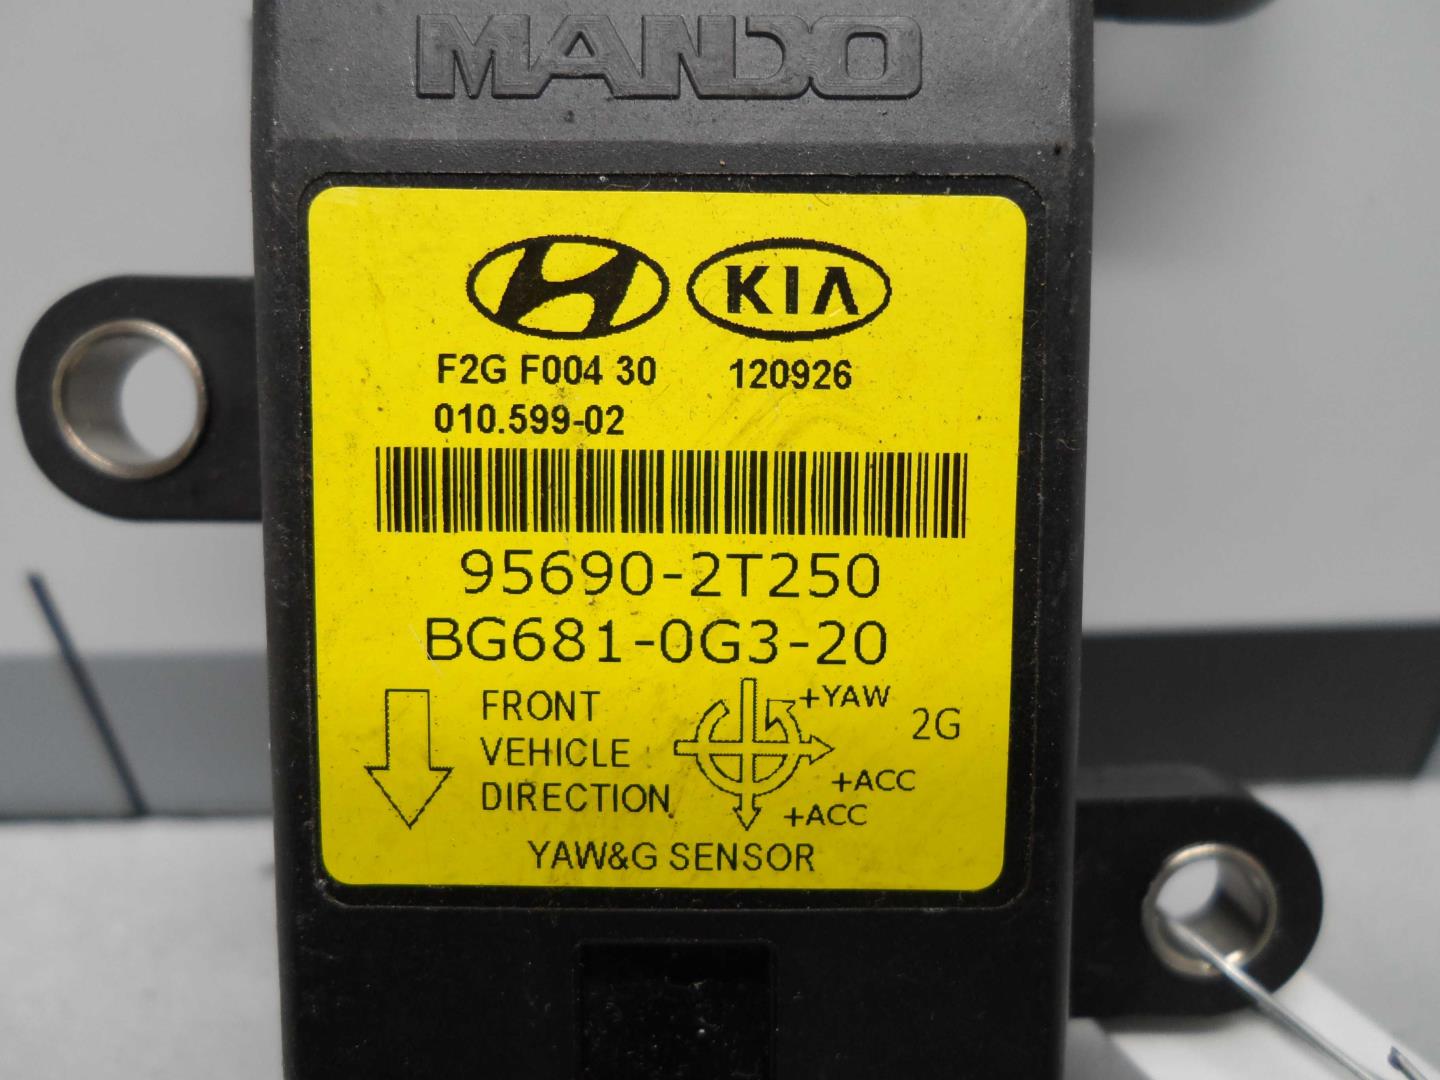 MANDO
KIA
F2G F004 30 120926
010.599-02
95690-2T250
BG681-0G3-20
FRONT
VEHICLE
DIRECTION
+YAW
2G
+ACC
+ACC
YAW&G SENSOR